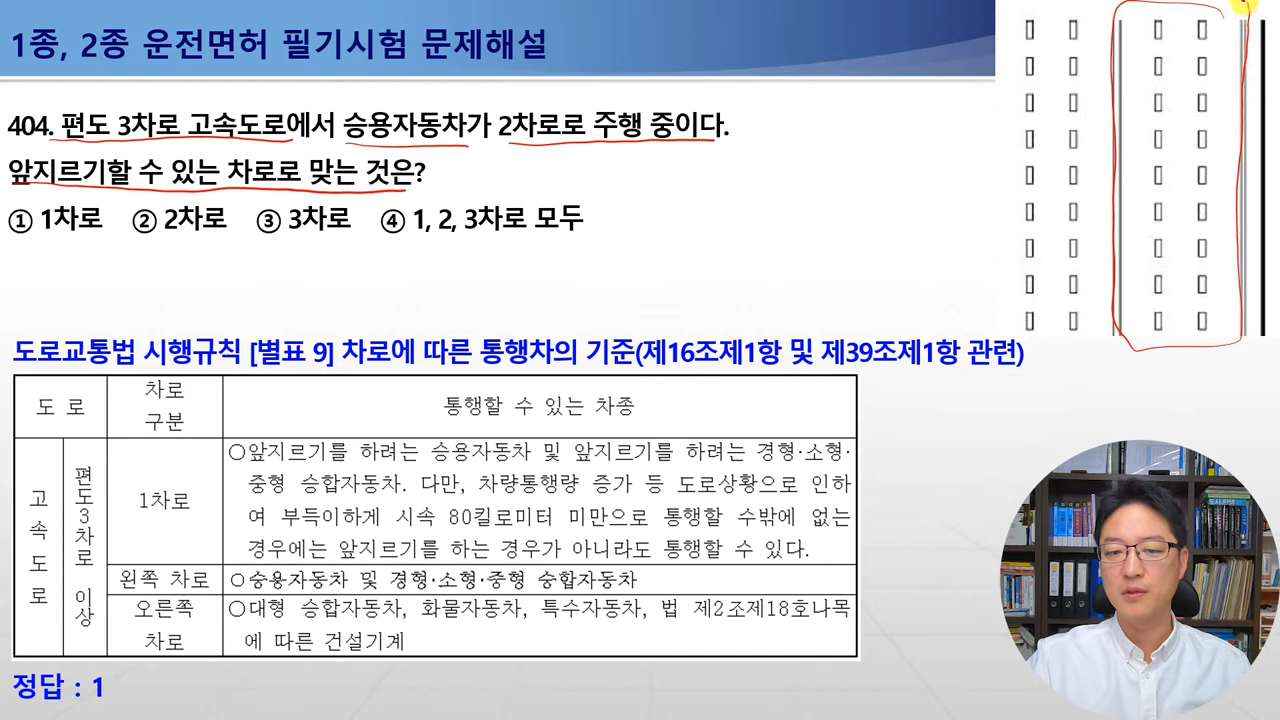 1종, 2종 운전면허 필기시험 문제해설
404. 편도 3차로 고속도로에서 승용자동차가 2차로로 주행 중이다.
앞지르기할 수 있는 차로로 맞는 것은?
① 1차로 ② 2차로 ③ 3차로 ④ 1, 2, 3차로 모두
도로교통법 시행규칙 [별표 9] 차로에 따른 통행차의 기준(제16조제1항 및 제39조제1항 관련)
도 로
차로
구분
통행할 수 있는 차종
고속도로
편도3차로 이상
1차로
○앞지르기를 하려는 승용자동차 및 앞지르기를 하려는 경형·소형·
중형 승합자동차. 다만, 차량통행량 증가 등 도로상황으로 인하
여 부득이하게 시속 80킬로미터 미만으로 통행할 수밖에 없는
경우에는 앞지르기를 하는 경우가 아니라도 통행할 수 있다.
왼쪽 차로
○승용자동차 및 경형·소형·중형 승합자동차
오른쪽
차로
○대형 승합자동차, 화물자동차, 특수자동차, 법 제2조제18호나목
에 따른 건설기계
정답 : 1